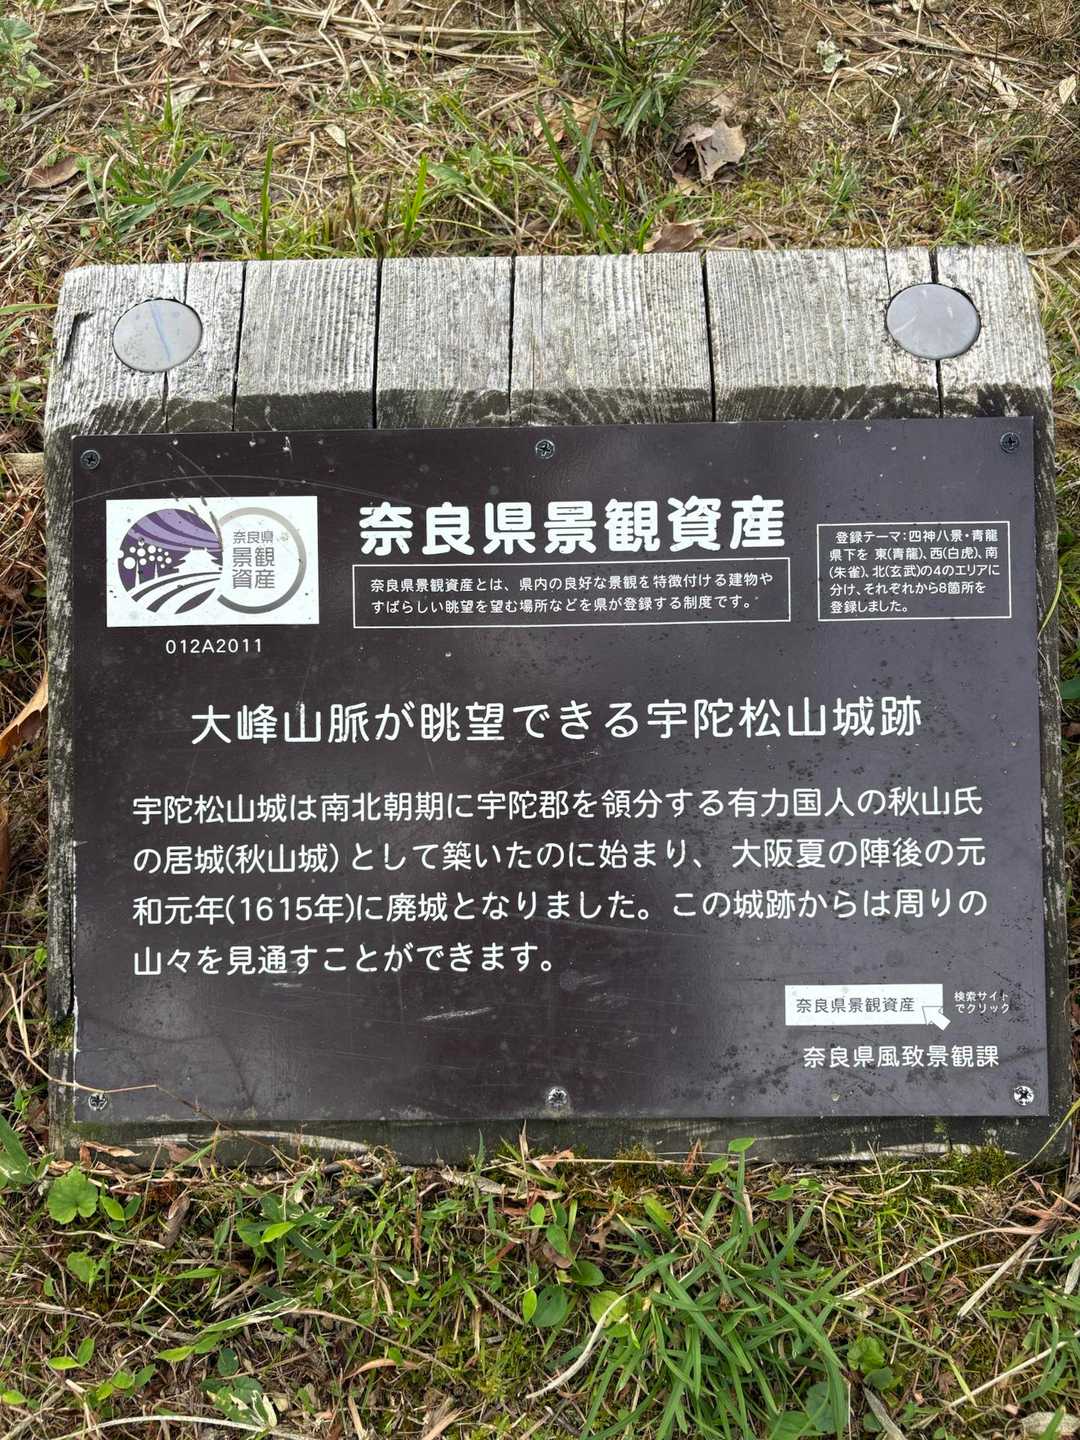 奈良県
景観
資産
012A2011
奈良県景観資産
奈良県景観資産とは、県内の良好な景観を特徴付ける建物や
すばらしい眺望を望む場所などを県が登録する制度です。
登録テーマ:四神八景・青龍
県下を 東(青龍)、西(白虎)、南
(朱雀)、北(玄武)の4のエリアに
分け、それぞれから8箇所を
登録しました。
大峰山脈が眺望できる宇陀松山城跡
宇陀松山城は南北朝期に宇陀郡を領分する有力国人の秋山氏
の居城(秋山城)として築いたのに始まり、大阪夏の陣後の元
和元年(1615年)に廃城となりました。この城跡からは周りの
山々を見通すことができます。
奈良県景観資産
検索サイト
でクリック
奈良県風致景観課